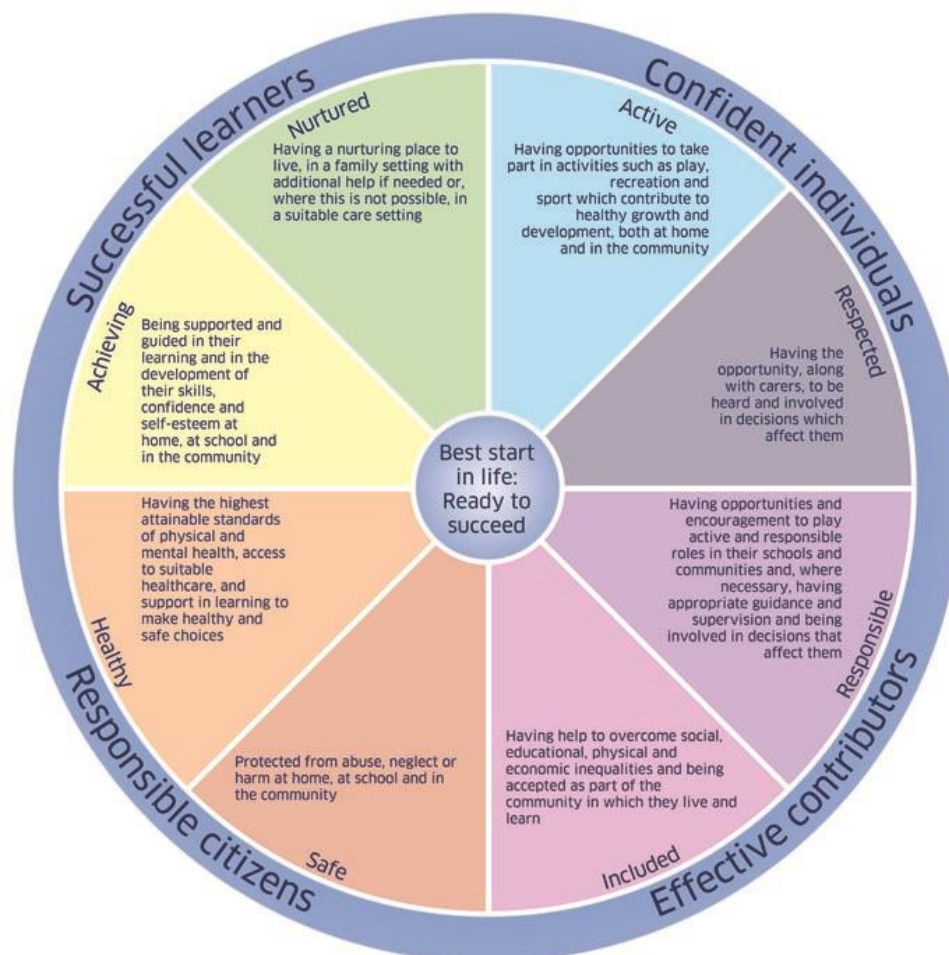 Successful learners
Confident individuals
Nurtured
Having a nurturing place to
live, in a family setting with
additional help if needed or,
where this is not possible, in
a suitable care setting
Active
Having opportunities to take
part in activities such as play,
recreation and
sport which contribute to
healthy growth and
development, both at home
and in the community
Achieving
Being supported and
guided in their
learning and in the
development of
their skills,
confidence and
self-esteem at
home, at school and
in the community
Respected
Having the
opportunity, along
with carers, to be
heard and involved
in decisions which
affect them
Best start
in life:
Ready to
succeed
Having the highest
attainable standards
of physical and
mental health, access
to suitable
healthcare, and
support in learning to
make healthy and
safe choices
Healthy
Having opportunities and
encouragement to play
active and responsible
roles in their schools and
communities and, where
necessary, having
appropriate guidance and
supervision and being
involved in decisions that
affect them
Responsible
Protected from abuse, neglect or
harm at home, at school and in
the community
Safe
Having help to overcome social,
educational, physical and
economic inequalities and being
accepted as part of the
community in which they live and
learn
Included
Responsible citizens
Effective contributors